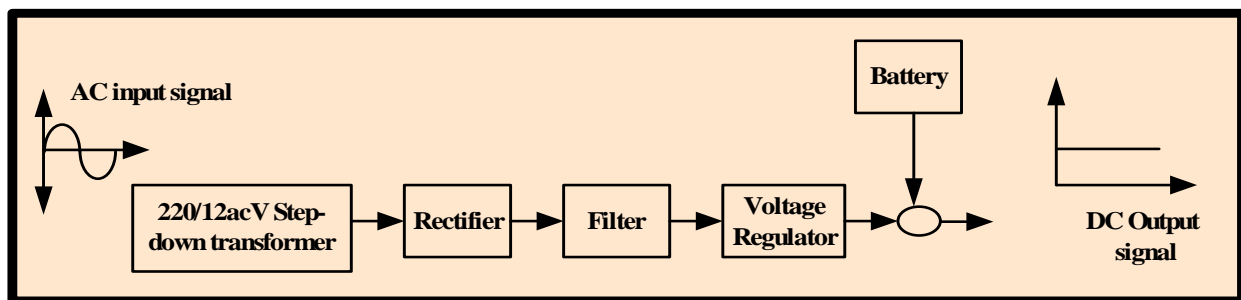 AC input signal
220/12acV Step-
down transformer
Rectifier
Filter
Voltage
Regulator
Battery
DC Output
signal